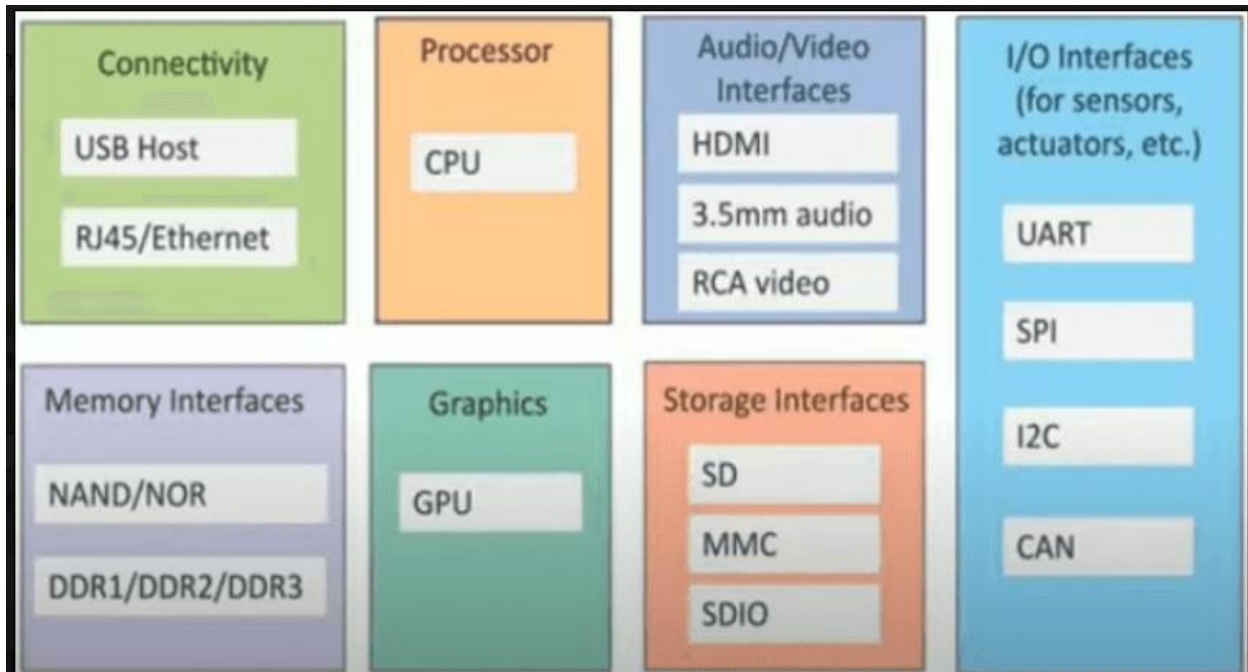 Connectivity
USB Host
RJ45/Ethernet
Processor
CPU
Audio/Video
Interfaces
HDMI
3.5mm audio
RCA video
I/O Interfaces
(for sensors,
actuators, etc.)
UART
SPI
I2C
CAN
Memory Interfaces
NAND/NOR
DDR1/DDR2/DDR3
Graphics
GPU
Storage Interfaces
SD
MMC
SDIO